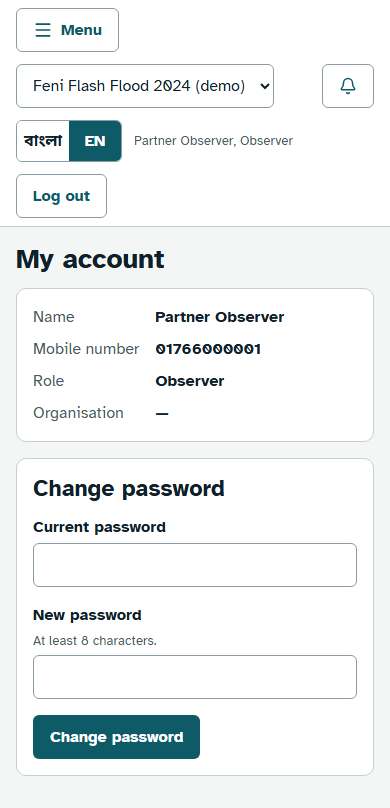 Menu
Feni Flash Flood 2024 (demo)
বাংলা EN Partner Observer, Observer
Log out
My account
Name Partner Observer
Mobile number 01766000001
Role Observer
Organisation —
Change password
Current password
New password
At least 8 characters.
Change password